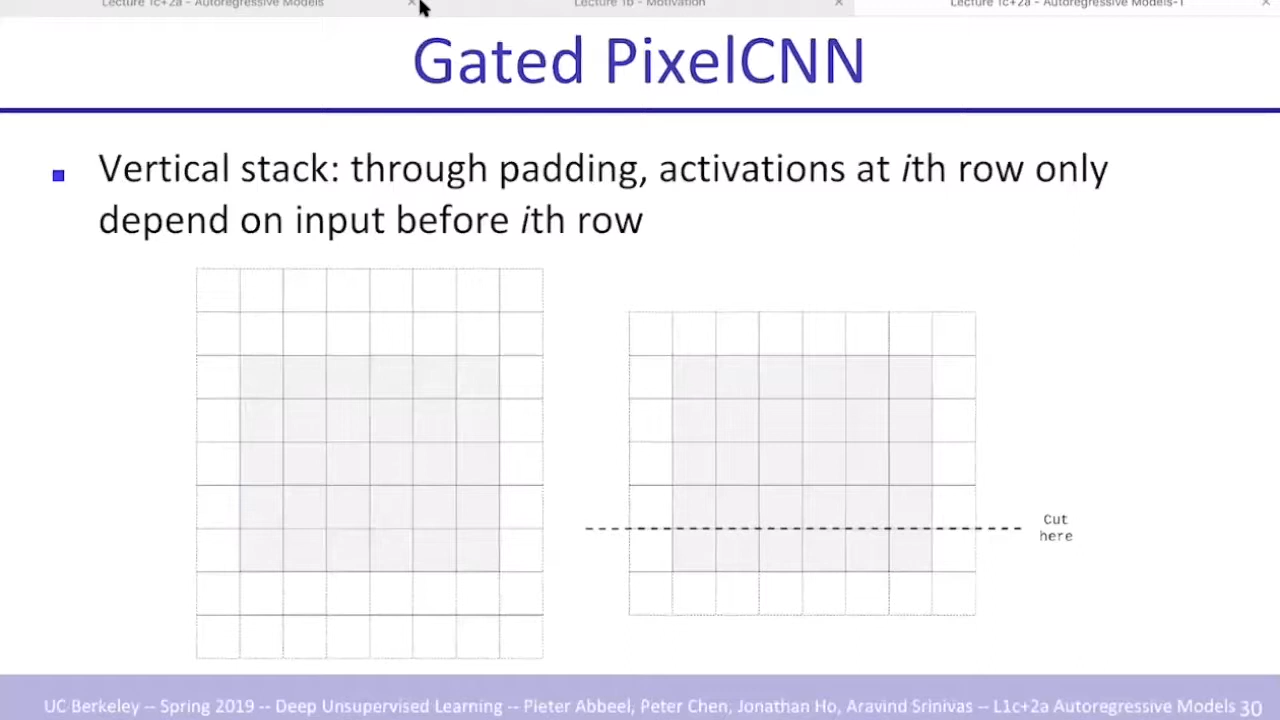 Lecture 1c+2a - Autoregressive Models
Lecture 1b - Motivation
Lecture 1c+2a - Autoregressive Models-1
Gated PixelCNN
Vertical stack: through padding, activations at ith row only
depend on input before ith row
Cut
here
UC Berkeley -- Spring 2019 -- Deep Unsupervised Learning -- Pieter Abbeel, Peter Chen, Jonathan Ho, Aravind Srinivas -- L1c+2a Autoregressive Models 30